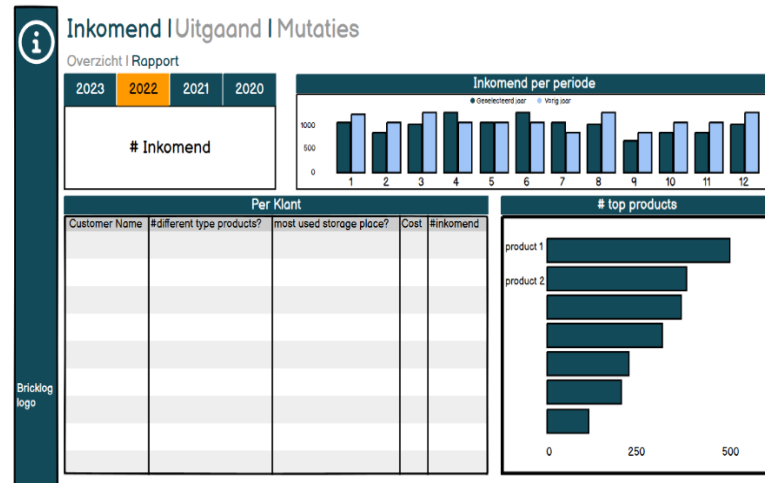 Inkomend | Uitgaand | Mutaties
Overzicht | Rapport
2023 2022 2021 2020
# Inkomend
Inkomend per periode
Geselecteerd jaar Vorig jaar
1000
500
0
1 2 3 4 5 6 7 8 9 10 11 12
Per Klant
Customer Name #different type products? most used storage place? Cost #inkomend
# top products
product 1
product 2
0 250 500
Bricklog
logo